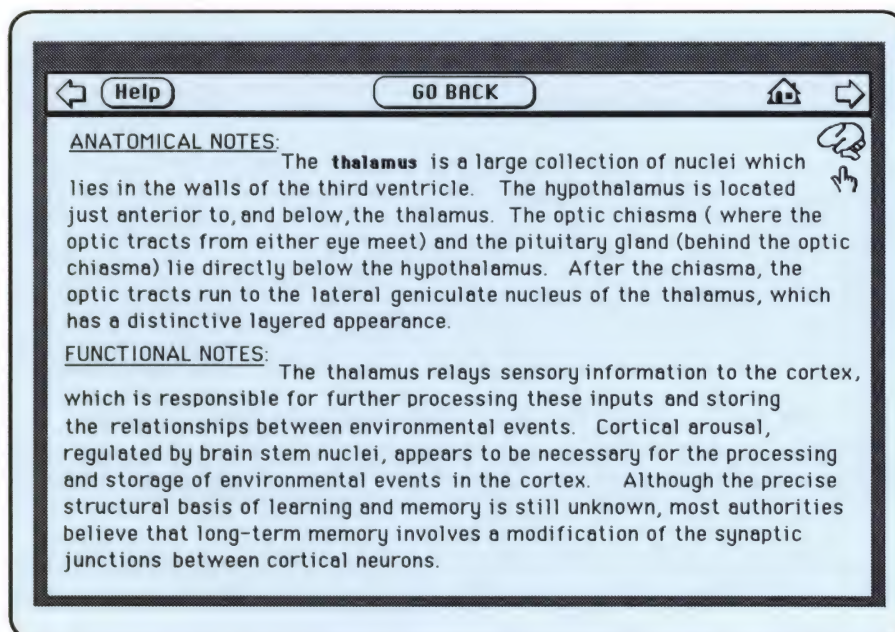 Help
GO BACK
ANATOMICAL NOTES:
The thalamus is a large collection of nuclei which
lies in the walls of the third ventricle. The hypothalamus is located
just anterior to, and below, the thalamus. The optic chiasma ( where the
optic tracts from either eye meet) and the pituitary gland (behind the optic
chiasma) lie directly below the hypothalamus. After the chiasma, the
optic tracts run to the lateral geniculate nucleus of the thalamus, which
has a distinctive layered appearance.
FUNCTIONAL NOTES:
The thalamus relays sensory information to the cortex,
which is responsible for further processing these inputs and storing
the relationships between environmental events. Cortical arousal,
regulated by brain stem nuclei, appears to be necessary for the processing
and storage of environmental events in the cortex. Although the precise
structural basis of learning and memory is still unknown, most authorities
believe that long-term memory involves a modification of the synaptic
junctions between cortical neurons.